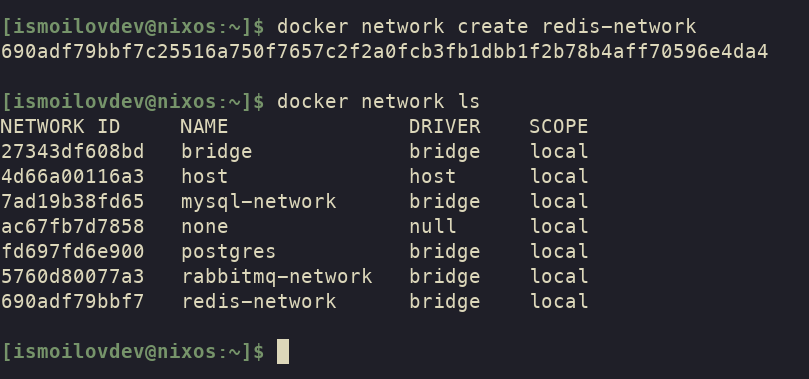 [ismoilovdev@nixos:~]$ docker network create redis-network
690adf79bbf7c25516a750f7657c2f2a0fcb3fb1dbb1f2b78b4aff70596e4da4
[ismoilovdev@nixos:~]$ docker network ls
NETWORK ID     NAME               DRIVER    SCOPE
27343df608bd   bridge             bridge    local
4d66a00116a3   host               host      local
7ad19b38fd65   mysql-network      bridge    local
ac67fb7d7858   none               null      local
fd697fd6e900   postgres           bridge    local
5760d80077a3   rabbitmq-network   bridge    local
690adf79bbf7   redis-network      bridge    local
[ismoilovdev@nixos:~]$